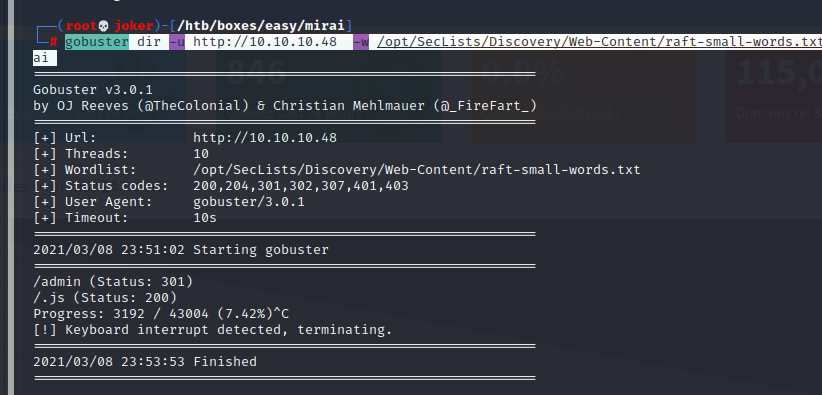 ┌──(root💀joker)-[/htb/boxes/easy/mirai]
└─# gobuster dir -u http://10.10.10.48 -w /opt/SecLists/Discovery/Web-Content/raft-small-words.txt
ai
===============================================================
Gobuster v3.0.1
by OJ Reeves (@TheColonial) & Christian Mehlmauer (@_FireFart_)
===============================================================
[+] Url: http://10.10.10.48
[+] Threads: 10
[+] Wordlist: /opt/SecLists/Discovery/Web-Content/raft-small-words.txt
[+] Status codes: 200,204,301,302,307,401,403
[+] User Agent: gobuster/3.0.1
[+] Timeout: 10s
===============================================================
2021/03/08 23:51:02 Starting gobuster
===============================================================
/admin (Status: 301)
/.js (Status: 200)
Progress: 3192 / 43004 (7.42%)^C
[!] Keyboard interrupt detected, terminating.
===============================================================
2021/03/08 23:53:53 Finished
===============================================================
846
115,0
Domains on